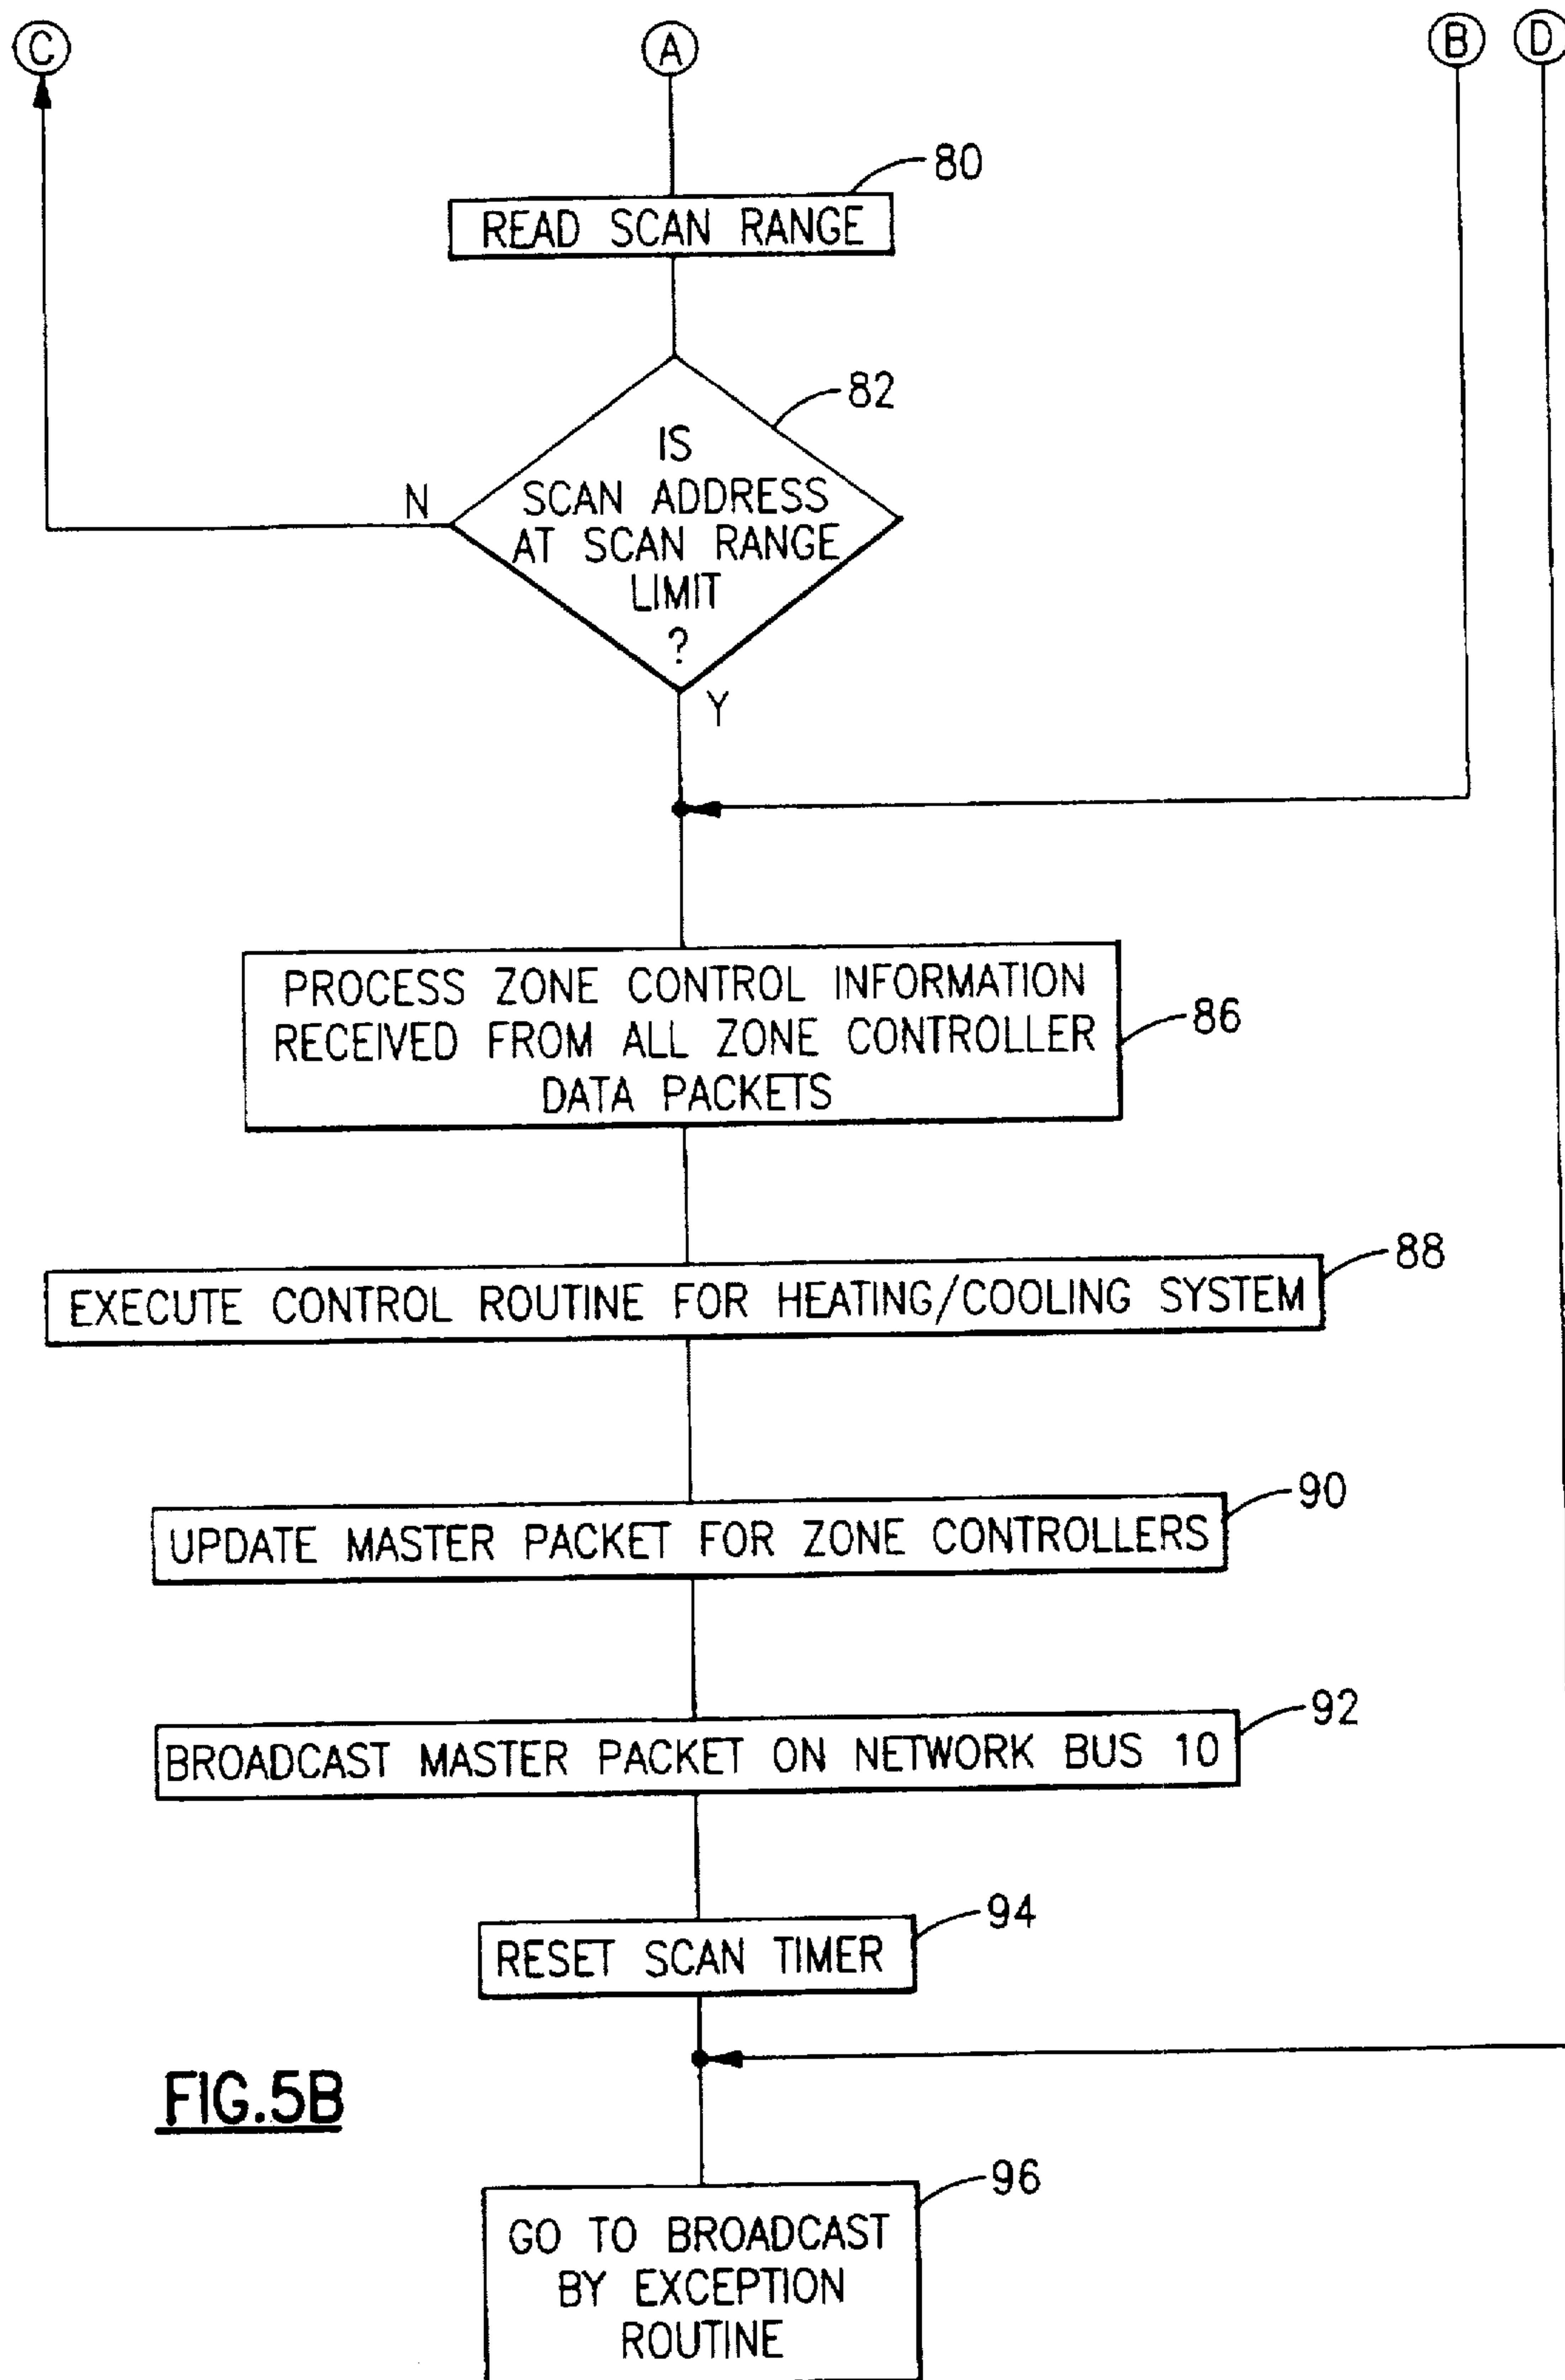 C
A
B
D
80
READ SCAN RANGE
82
IS
SCAN ADDRESS
AT SCAN RANGE
LIMIT
?
N
Y
PROCESS ZONE CONTROL INFORMATION
RECEIVED FROM ALL ZONE CONTROLLER
DATA PACKETS
86
88
EXECUTE CONTROL ROUTINE FOR HEATING/COOLING SYSTEM
90
UPDATE MASTER PACKET FOR ZONE CONTROLLERS
92
BROADCAST MASTER PACKET ON NETWORK BUS 10
94
RESET SCAN TIMER
FIG.5B
96
GO TO BROADCAST
BY EXCEPTION
ROUTINE